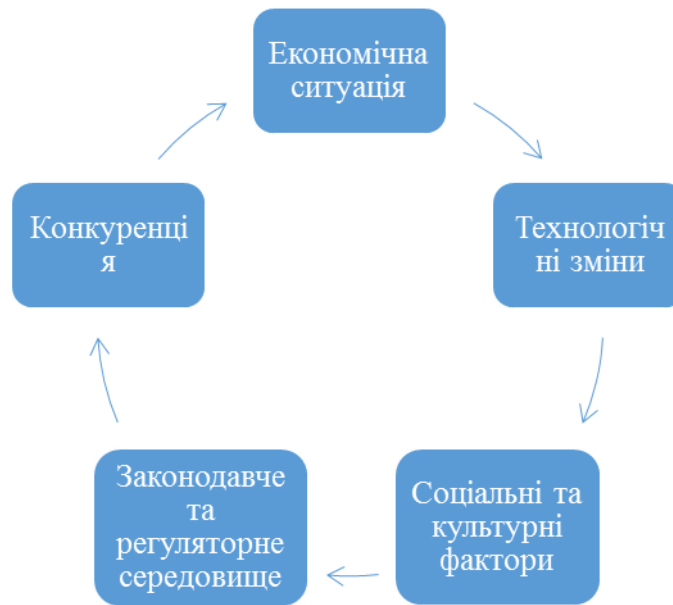 Економічна
ситуація
Технологіч
ні зміни
Соціальні та
культурні
фактори
Законодавче
та
регуляторне
середовище
Конкуренці
я